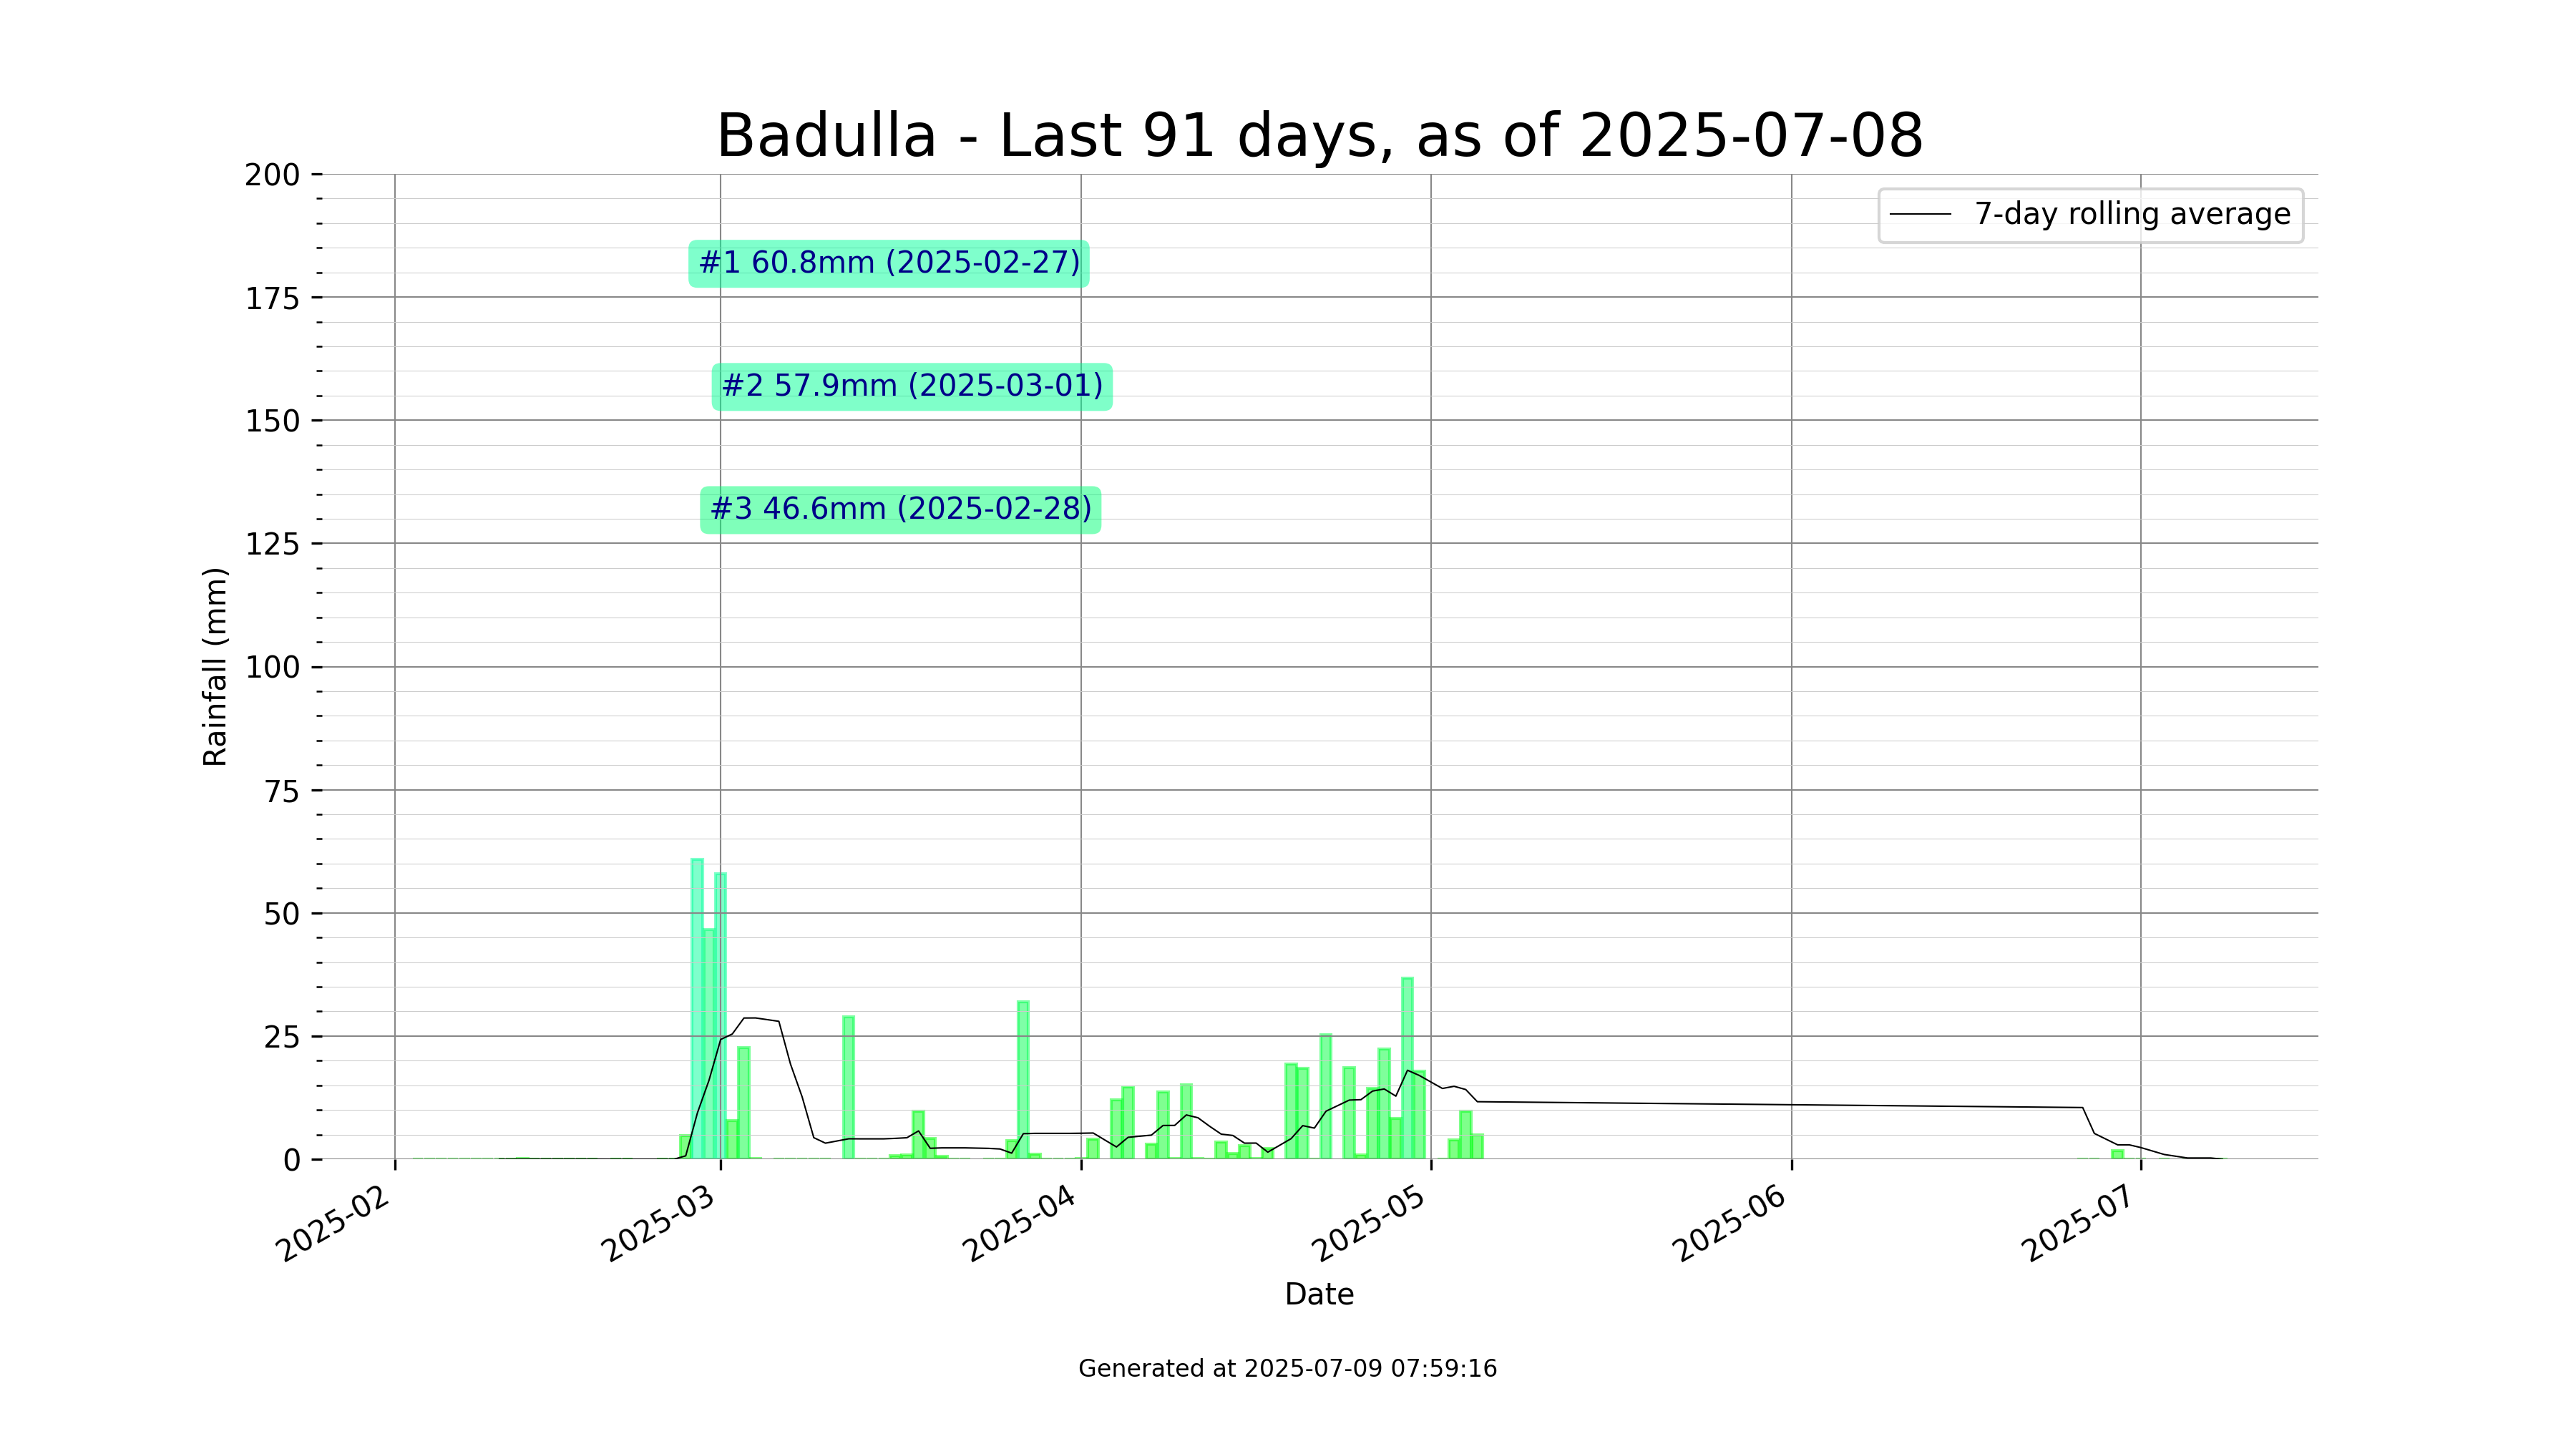 Badulla - Last 91 days, as of 2025-07-08
7-day rolling average
#1 60.8mm (2025-02-27)
#2 57.9mm (2025-03-01)
#3 46.6mm (2025-02-28)
Rainfall (mm)
200
175
150
125
100
75
50
25
0
2025-02
2025-03
2025-04
2025-05
2025-06
2025-07
Date
Generated at 2025-07-09 07:59:16